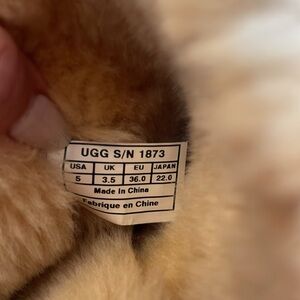 UGG S/N 1873
USA UK EU JAPAN
5 3.5 36.0 22.0
Made in China
Fabrique en Chine